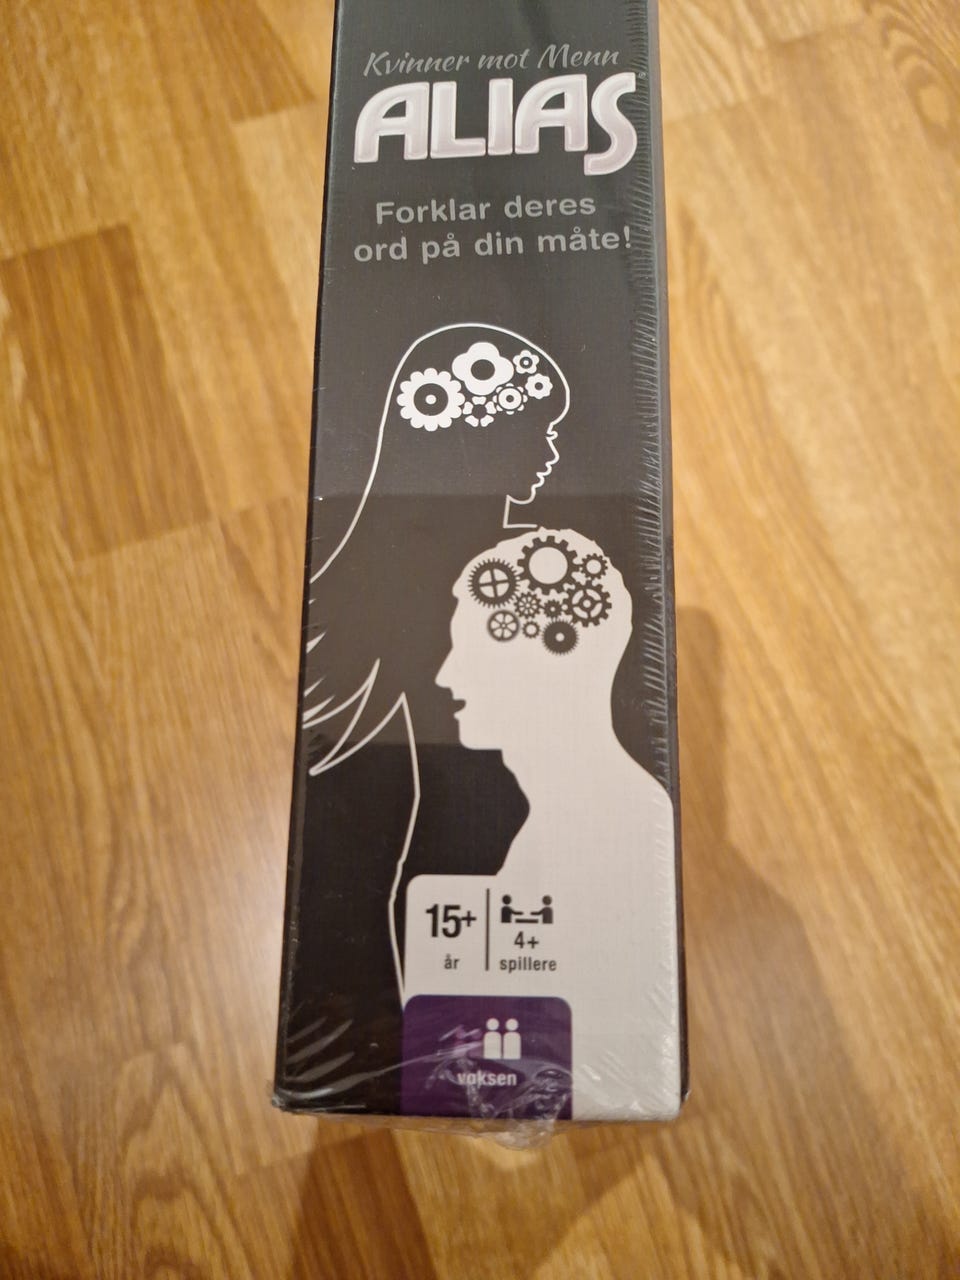 Kvinner mot Menn
ALIAS
Forklar deres
ord på din måte!
15+
år
4+
spillere
voksen